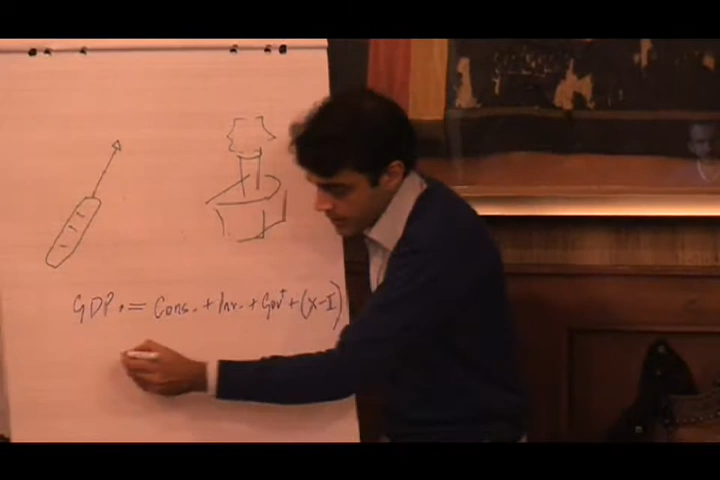 GDP = Cons. + Inv. + Gov't + (X-I)